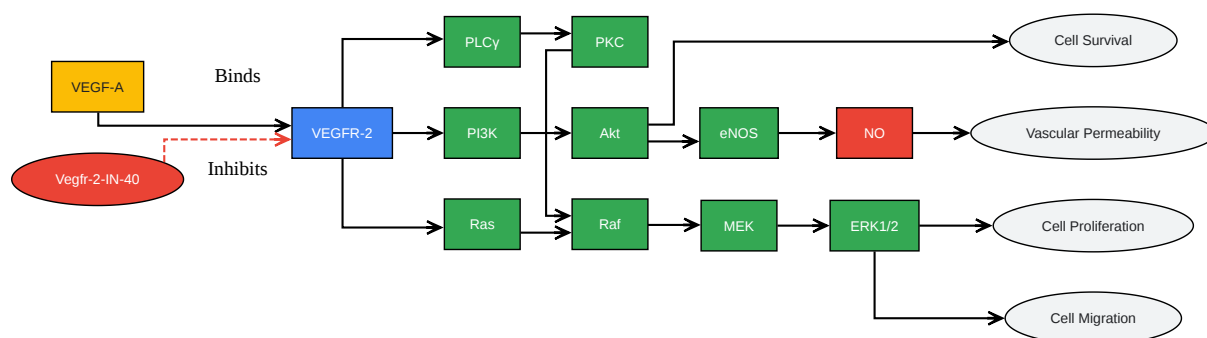 PLCγ
PKC
Cell Survival
VEGF-A
Binds
VEGFR-2
PI3K
Akt
eNOS
NO
Vascular Permeability
Vegfr-2-IN-40
Inhibits
Ras
Raf
MEK
ERK1/2
Cell Proliferation
Cell Migration